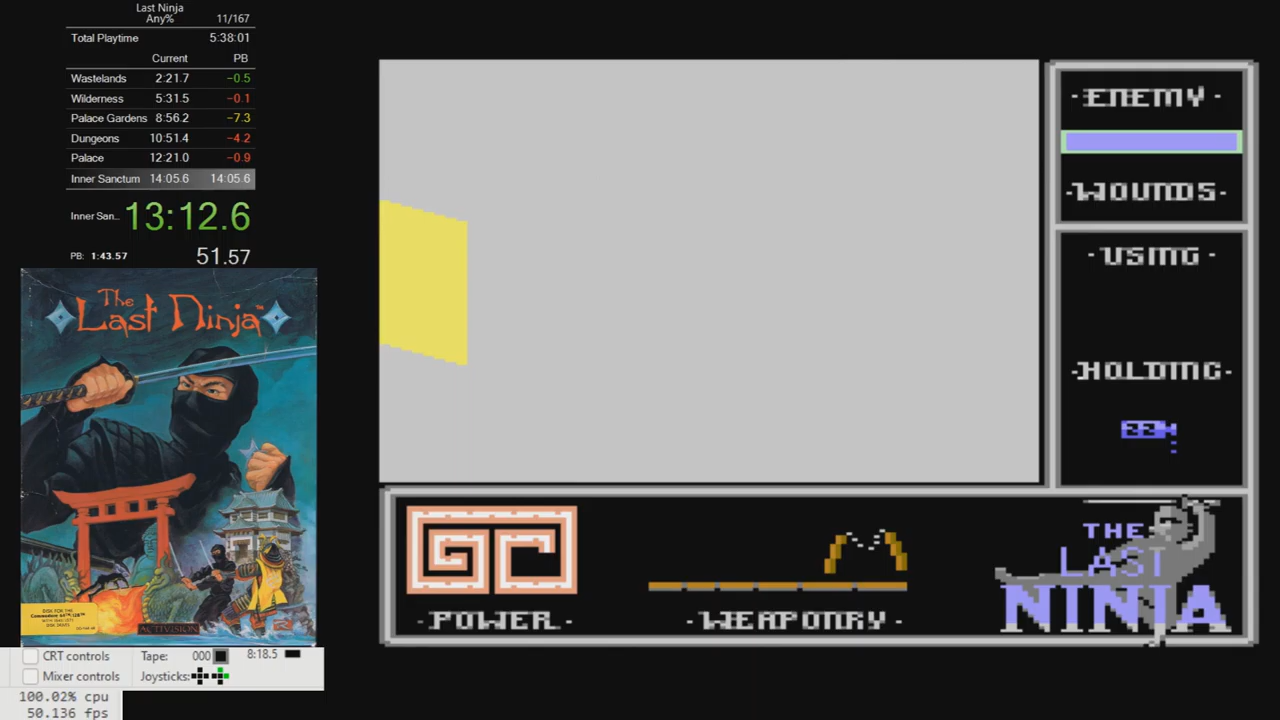 Last Ninja
Any% 11/167
Total Playtime 5:38:01
Current PB
Wastelands 2:21.7 −0.5
Wilderness 5:31.5 −0.1
Palace Gardens 8:56.2 −7.3
Dungeons 10:51.4 −4.2
Palace 12:21.0 −0.9
Inner Sanctum 14:05.6 14:05.6
Inner San... 13:12.6
PB: 1:43.57 51.57
The
Last Ninja
ACTIVISION
CRT controls Tape: 000 8:18.5
Mixer controls Joysticks:
100.02% cpu
50.136 fps
·ENEMY·
·WOUNDS·
·USING·
·HOLDING·
·POWER·
·WEAPONRY·
THE
LAST
NINJA